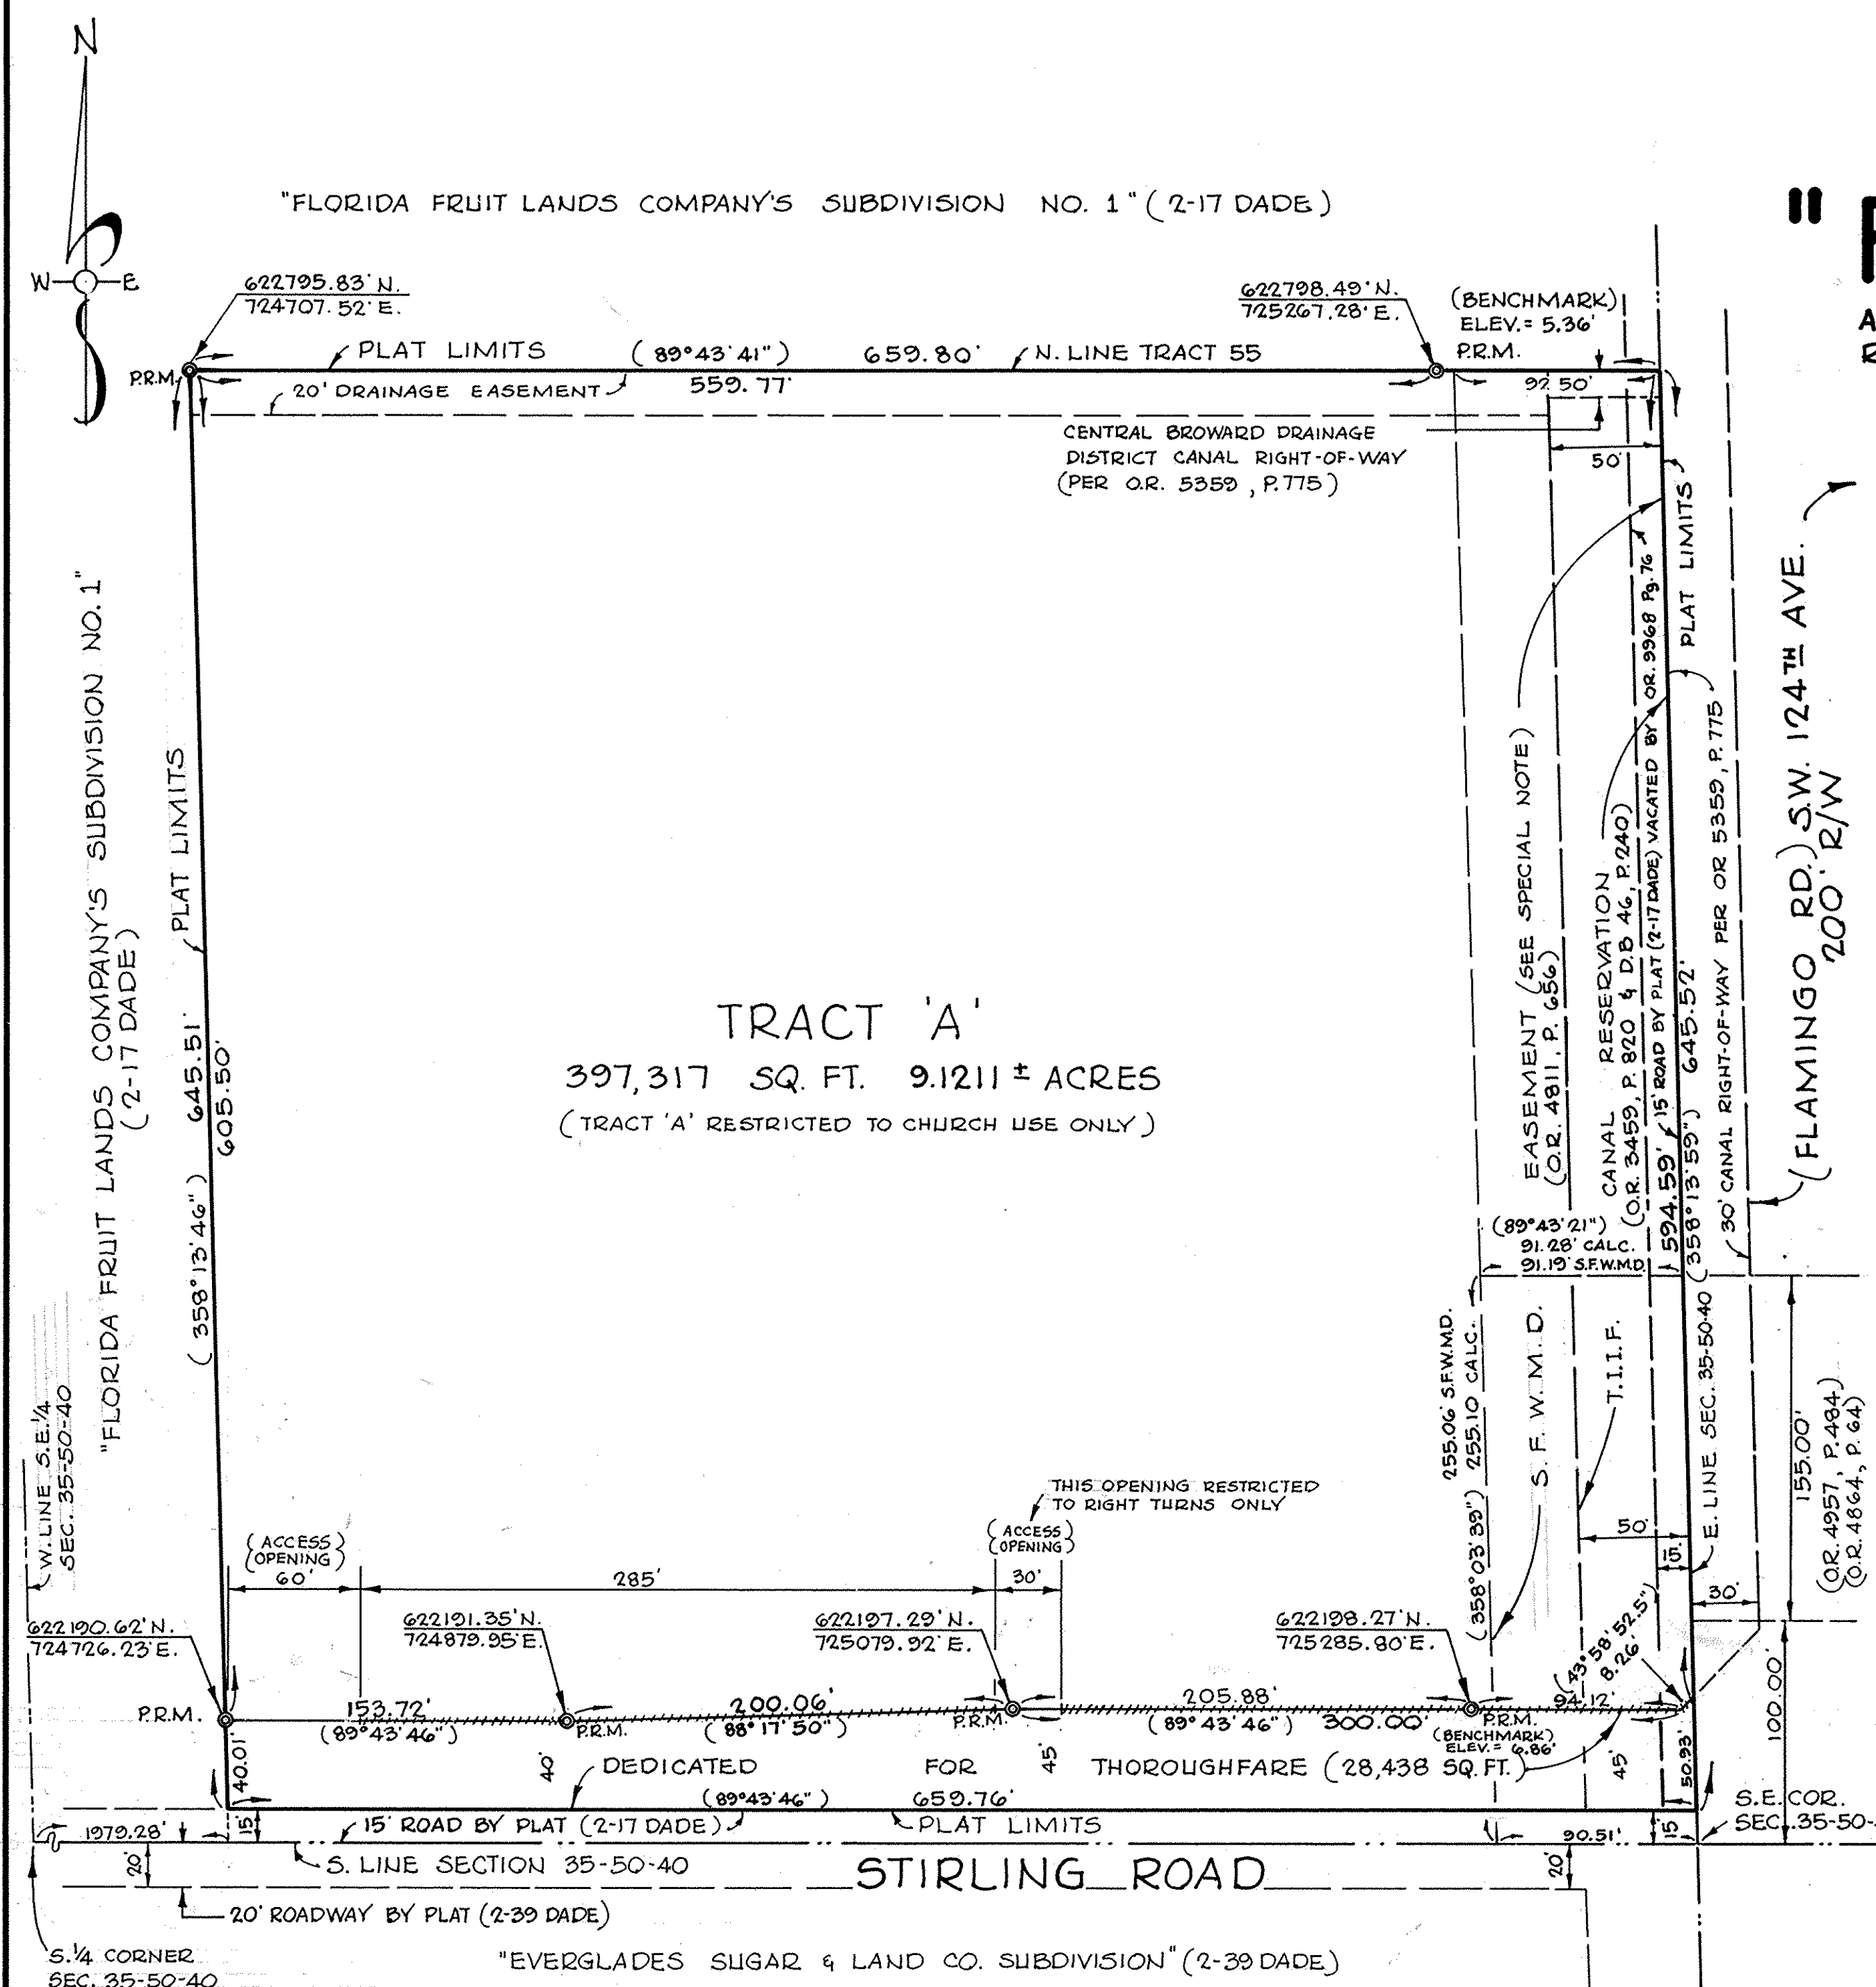 N
W
E
"FLORIDA FRUIT LANDS COMPANY'S SUBDIVISION NO. 1" (2-17 DADE)
"
622795.83' N.
724707.52' E.
622798.49' N.
725267.28' E.
(BENCHMARK)
ELEV.= 5.36'
P.R.M.
P.R.M.
PLAT LIMITS
(89°43'41")
659.80'
N. LINE TRACT 55
20' DRAINAGE EASEMENT
559.77'
92.50'
CENTRAL BROWARD DRAINAGE
DISTRICT CANAL RIGHT-OF-WAY
(PER O.R. 5359, P.775)
50'
PLAT LIMITS
"FLORIDA FRUIT LANDS COMPANY'S SUBDIVISION NO. 1"
(2-17 DADE)
PLAT LIMITS
645.51'
605.50'
(358°13'46")
TRACT 'A'
397,317 SQ. FT. 9.1211 ± ACRES
(TRACT 'A' RESTRICTED TO CHURCH USE ONLY)
EASEMENT (SEE SPECIAL NOTE)
(O.R. 4811, P. 656)
CANAL RESERVATION
(O.R. 3459, P. 820 & D.B 46, P.240)
15' ROAD BY PLAT (2-17 DADE) VACATED BY OR. 9968 Pg. 76
594.59'
(358°13'59") 645.52'
30' CANAL RIGHT-OF-WAY PER OR 5359, P.775
(FLAMINGO RD.) S.W. 124TH AVE.
200' R/W
(89°43'21")
91.28' CALC.
91.19' S.F.W.M.D.
255.06' S.F.W.M.D.
255.10 CALC.
(358°03'39")
S. F. W. M. D.
T.I.I.F.
E. LINE SEC. 35-50-40
155.00'
(O.R. 4957, P.484)
(O.R. 4864, P. 64)
W. LINE S.E. 1/4
SEC. 35-50-40
THIS OPENING RESTRICTED
TO RIGHT TURNS ONLY
(ACCESS
OPENING)
60'
285'
(ACCESS)
(OPENING)
30'
50'
15'
30'
622190.62' N.
724726.23' E.
622191.35' N.
724879.95' E.
622197.29' N.
725079.92' E.
622198.27' N.
725285.80' E.
(43°58'52.5")
8.26'
P.R.M.
153.72'
(89°43'46")
P.R.M.
200.06'
(88°17'50")
P.R.M.
205.88'
(89°43'46")
300.00'
P.R.M.
(BENCHMARK)
ELEV.= 6.86'
94.12'
100.00'
40.01'
40'
DEDICATED FOR THOROUGHFARE (28,438 SQ. FT.)
45'
45'
50.93'
(89°43'46")
659.76'
1979.28'
15'
15' ROAD BY PLAT (2-17 DADE)
PLAT LIMITS
90.51'
15
S.E. COR.
SEC. 35-50-
20'
S. LINE SECTION 35-50-40
STIRLING ROAD
20'
20' ROADWAY BY PLAT (2-39 DADE)
S. 1/4 CORNER
SEC. 35-50-40
"EVERGLADES SUGAR & LAND CO. SUBDIVISION" (2-39 DADE)